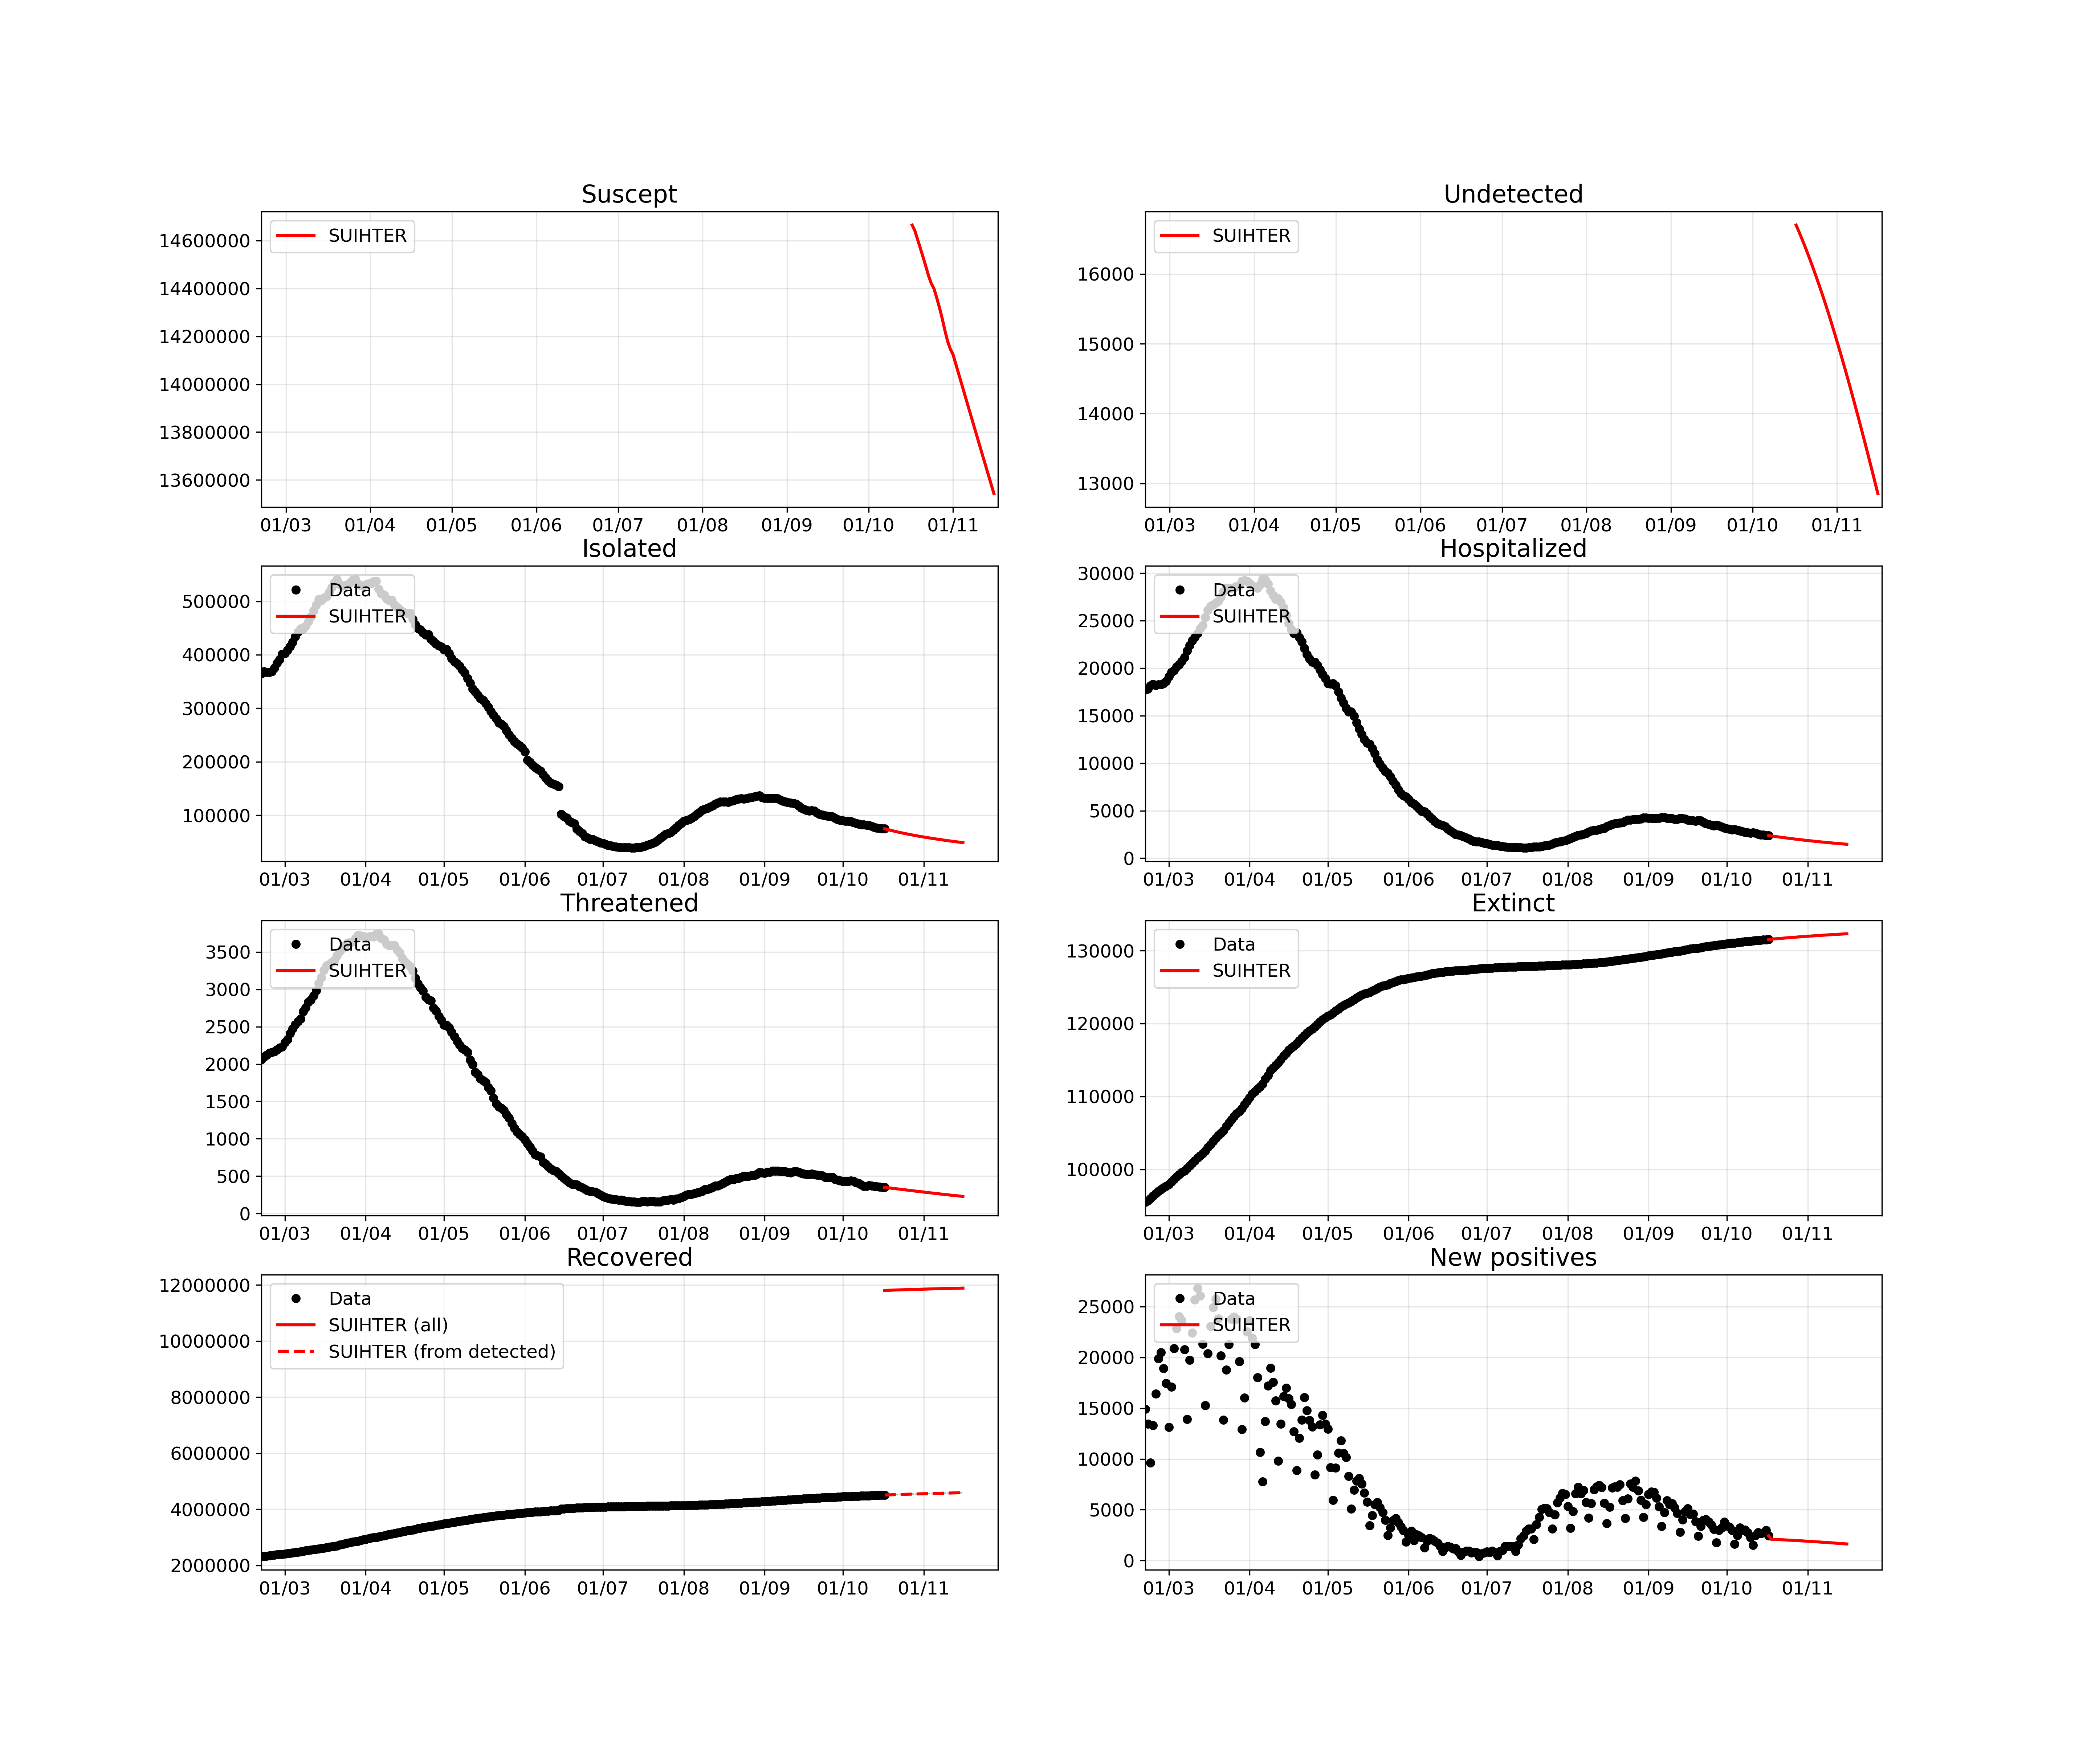 Suscept
SUIHTER
14600000
14400000
14200000
14000000
13800000
13600000
01/03 01/04 01/05 01/06 01/07 01/08 01/09 01/10 01/11
Undetected
SUIHTER
16000
15000
14000
13000
01/03 01/04 01/05 01/06 01/07 01/08 01/09 01/10 01/11
Isolated
Data
SUIHTER
500000
400000
300000
200000
100000
01/03 01/04 01/05 01/06 01/07 01/08 01/09 01/10 01/11
Hospitalized
Data
SUIHTER
30000
25000
20000
15000
10000
5000
0
01/03 01/04 01/05 01/06 01/07 01/08 01/09 01/10 01/11
Threatened
Data
SUIHTER
3500
3000
2500
2000
1500
1000
500
0
01/03 01/04 01/05 01/06 01/07 01/08 01/09 01/10 01/11
Extinct
Data
SUIHTER
130000
120000
110000
100000
01/03 01/04 01/05 01/06 01/07 01/08 01/09 01/10 01/11
Recovered
Data
SUIHTER (all)
SUIHTER (from detected)
12000000
10000000
8000000
6000000
4000000
2000000
01/03 01/04 01/05 01/06 01/07 01/08 01/09 01/10 01/11
New positives
Data
SUIHTER
25000
20000
15000
10000
5000
0
01/03 01/04 01/05 01/06 01/07 01/08 01/09 01/10 01/11